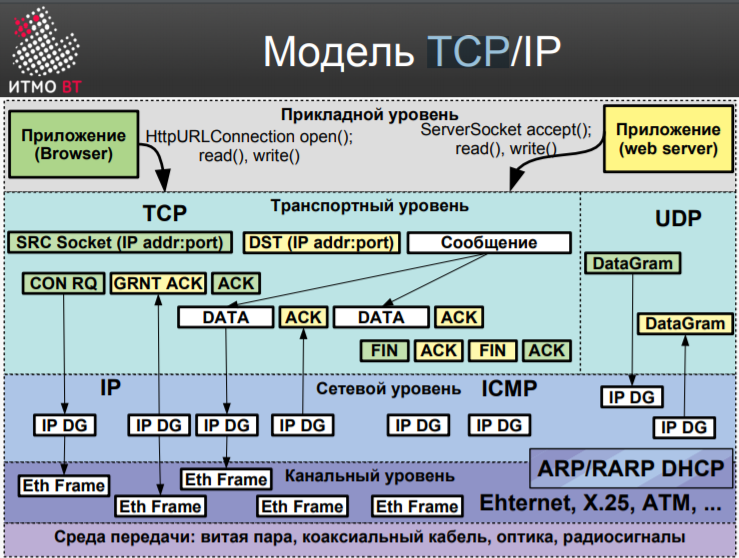 ИТМО ВТ
Модель TCP/IP
Прикладной уровень
Приложение
(Browser)
HttpURLConnection open();
read(), write()
ServerSocket accept();
read(), write()
Приложение
(web server)
TCP
Транспортный уровень
UDP
SRC Socket (IP addr:port)
DST (IP addr:port)
Сообщение
DataGram
CON RQ
GRNT ACK
ACK
DATA
ACK
DATA
ACK
DataGram
FIN
ACK
FIN
ACK
IP
Сетевой уровень
ICMP
IP DG
IP DG
IP DG
IP DG
IP DG
IP DG
IP DG
IP DG
Канальный уровень
ARP/RARP DHCP
Eth Frame
Eth Frame
Eth Frame
Eth Frame
Eth Frame
Ehternet, X.25, ATM, ...
Среда передачи: витая пара, коаксиальный кабель, оптика, радиосигналы